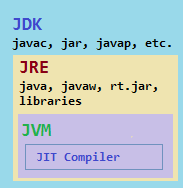 JDK
javac, jar, javap, etc.
JRE
java, javaw, rt.jar,
libraries
JVM
JIT Compiler